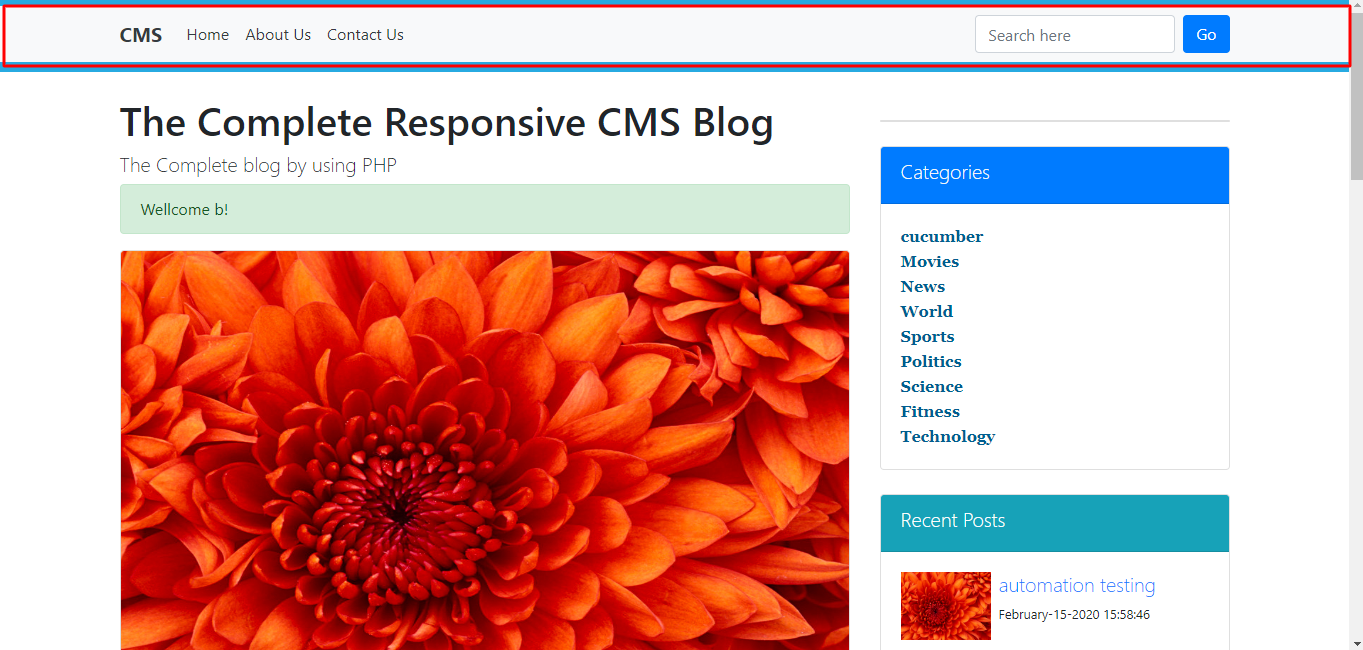 CMS Home About Us Contact Us Search here Go
The Complete Responsive CMS Blog
The Complete blog by using PHP
Wellcome b!
Categories
cucumber
Movies
News
World
Sports
Politics
Science
Fitness
Technology
Recent Posts
automation testing
February-15-2020 15:58:46